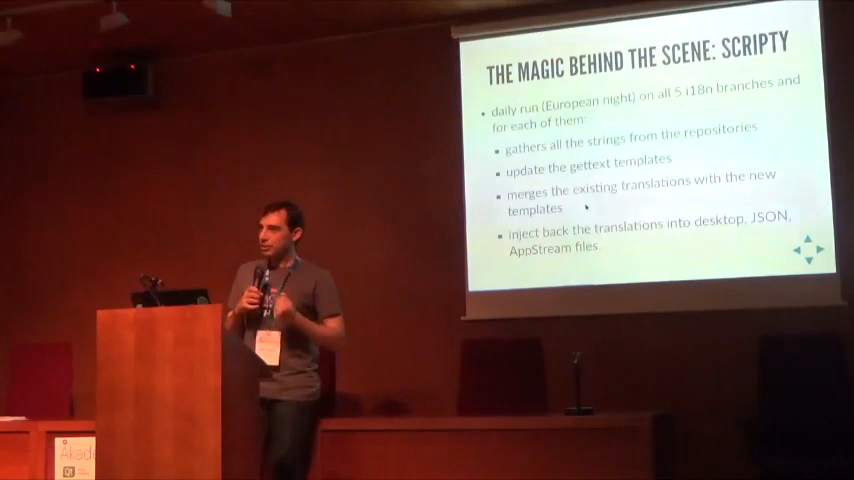 THE MAGIC BEHIND THE SCENE: SCRIPTY
daily run (European night) on all 5 i18n branches and
for each of them:
gathers all the strings from the repositories
update the gettext templates
merges the existing translations with the new
templates
inject back the translations into desktop, JSON,
AppStream files.
Akade
Qt